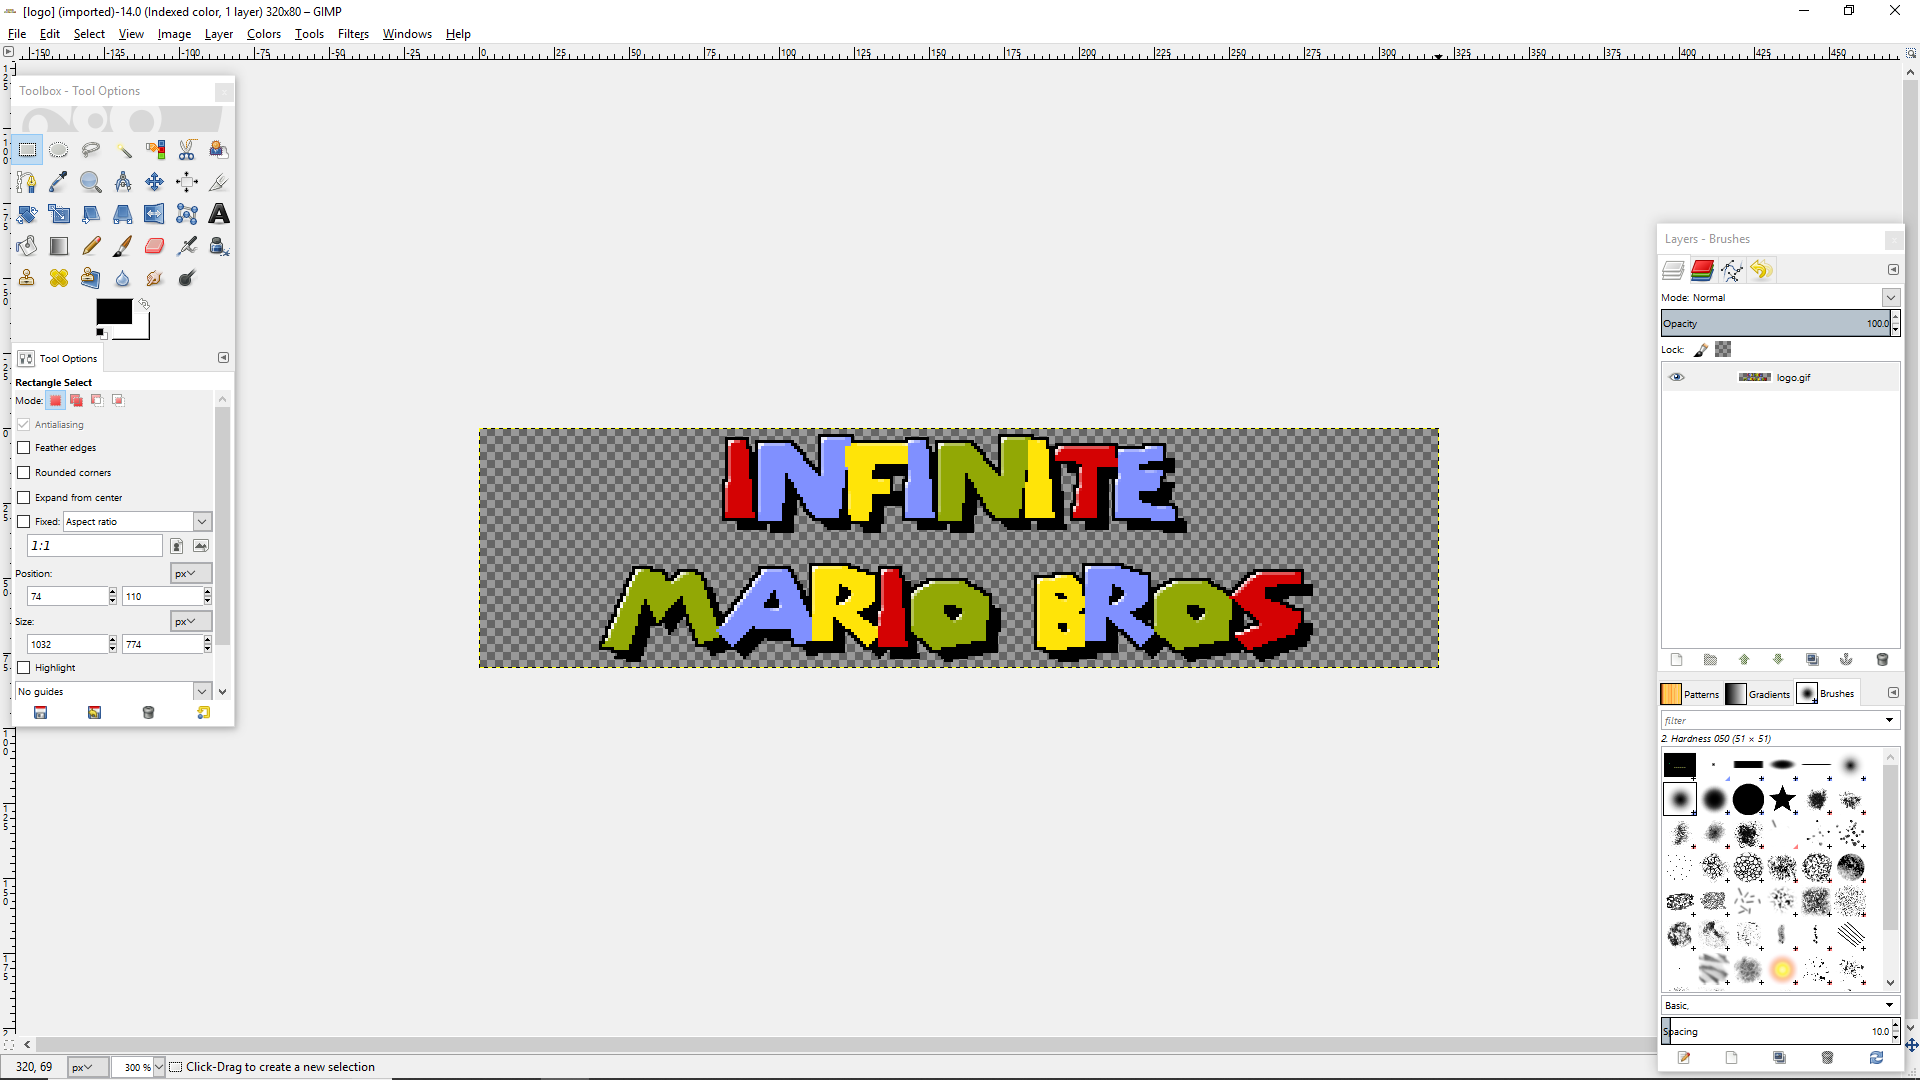 [logo] (imported)-14.0 (Indexed color, 1 layer) 320x80 – GIMP
File Edit Select View Image Layer Colors Tools Filters Windows Help
-150 -125 -100 -75 -50 -25 0 25 50 75 100 125 150 175 200 225 250 275 300 325 350 375 400 425 450
Toolbox - Tool Options
Tool Options
Rectangle Select
Mode:
Antialiasing
Feather edges
Rounded corners
Expand from center
Fixed: Aspect ratio
1:1
Position: px
74 110
Size: px
1032 774
Highlight
No guides
INFINITE
MARIO BROS
Layers - Brushes
Mode: Normal
Opacity 100.0
Lock:
logo.gif
Patterns Gradients Brushes
filter
2. Hardness 050 (51 × 51)
Basic,
Spacing 10.0
320, 69 px 300 % Click-Drag to create a new selection